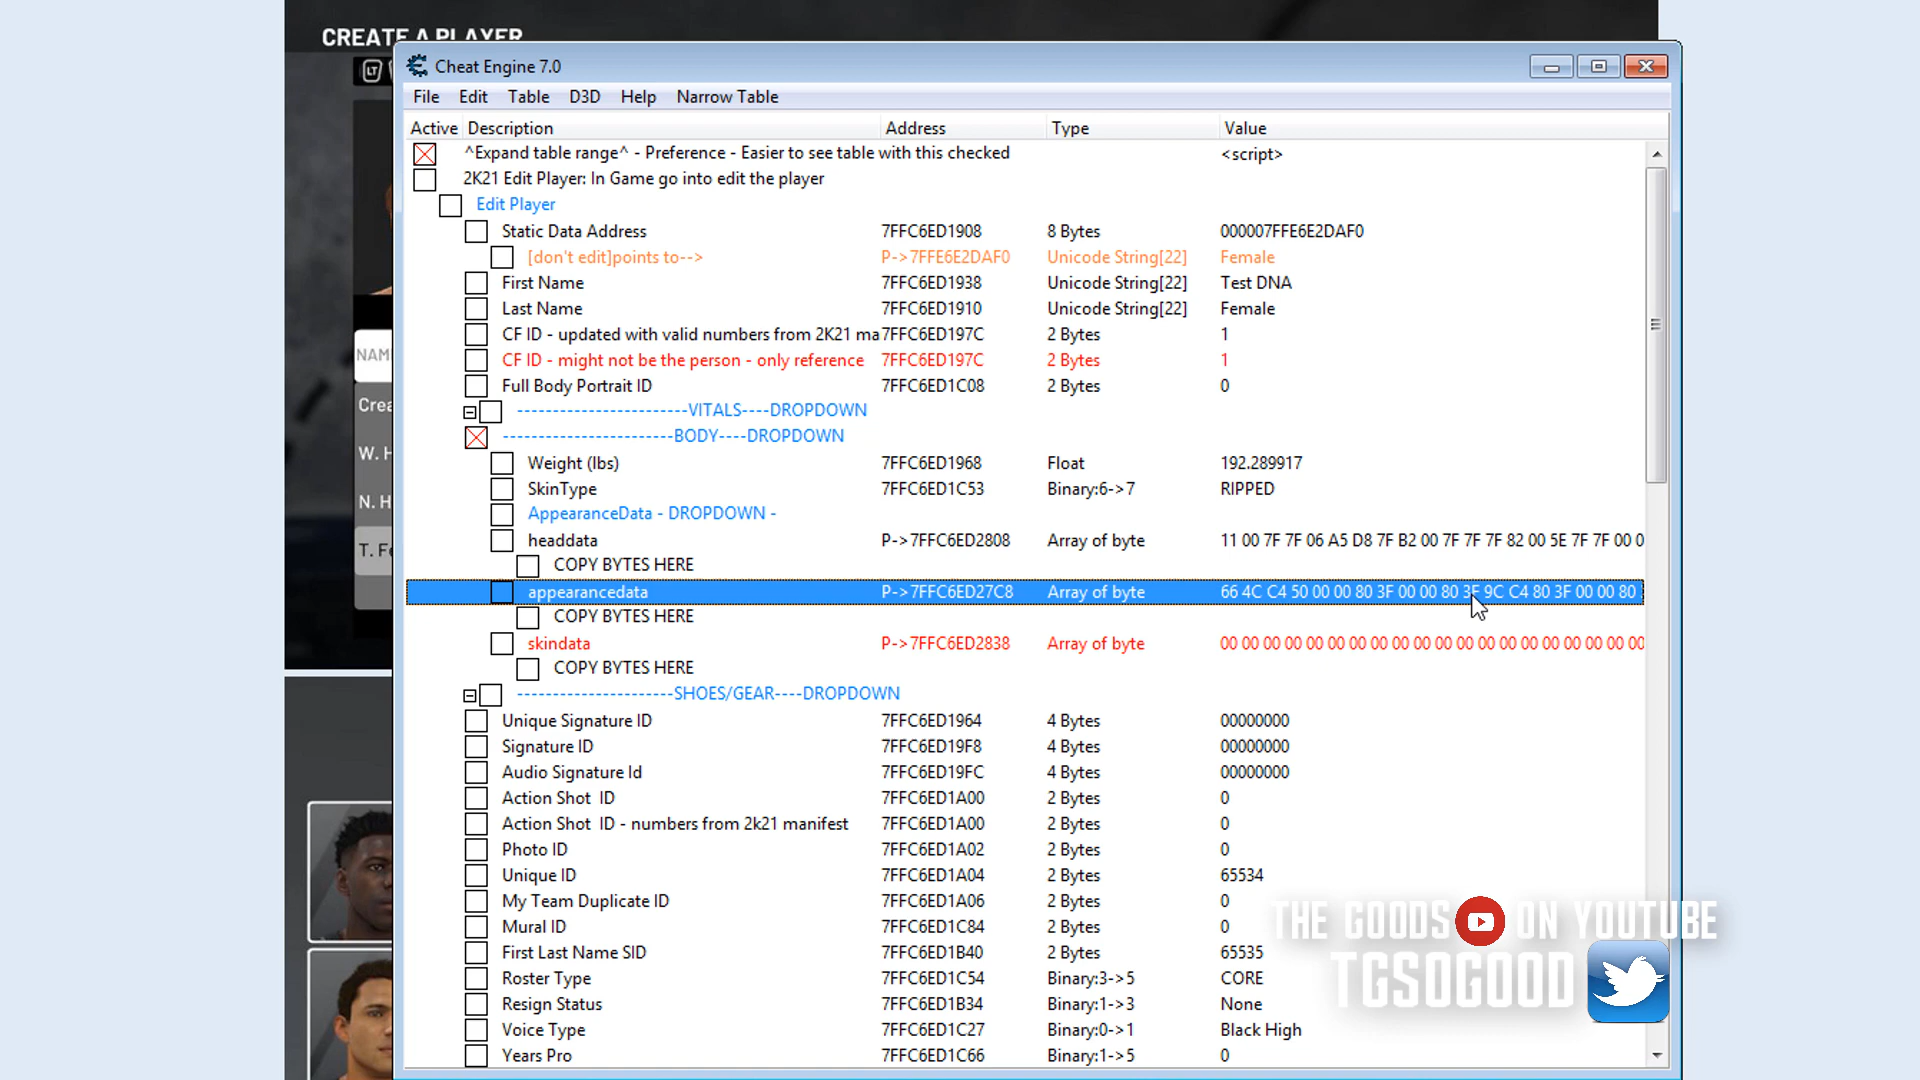 CREATE A PLAYER
LT
Cheat Engine 7.0
File Edit Table D3D Help Narrow Table
Active Description Address Type Value
^Expand table range^ - Preference - Easier to see table with this checked <script>
2K21 Edit Player: In Game go into edit the player
Edit Player
Static Data Address 7FFC6ED1908 8 Bytes 000007FFE6E2DAF0
[don't edit]points to--> P->7FFE6E2DAF0 Unicode String[22] Female
First Name 7FFC6ED1938 Unicode String[22] Test DNA
Last Name 7FFC6ED1910 Unicode String[22] Female
CF ID - updated with valid numbers from 2K21 ma 7FFC6ED197C 2 Bytes 1
CF ID - might not be the person - only reference 7FFC6ED197C 2 Bytes 1
NAM
Full Body Portrait ID 7FFC6ED1C08 2 Bytes 0
Crea
------------------------VITALS----DROPDOWN
------------------------BODY----DROPDOWN
W. H
Weight (lbs) 7FFC6ED1968 Float 192.289917
SkinType 7FFC6ED1C53 Binary:6->7 RIPPED
N. H
AppearanceData - DROPDOWN -
headdata P->7FFC6ED2808 Array of byte 11 00 7F 7F 06 A5 D8 7F B2 00 7F 7F 7F 82 00 5E 7F 7F 00 0
T. Fe
COPY BYTES HERE
appearancedata P->7FFC6ED27C8 Array of byte 66 4C C4 50 00 00 80 3F 00 00 80 3F 9C C4 80 3F 00 00 80
COPY BYTES HERE
skindata P->7FFC6ED2838 Array of byte 00 00 00 00 00 00 00 00 00 00 00 00 00 00 00 00 00 00 00 00
COPY BYTES HERE
----------------------SHOES/GEAR----DROPDOWN
Unique Signature ID 7FFC6ED1964 4 Bytes 00000000
Signature ID 7FFC6ED19F8 4 Bytes 00000000
Audio Signature Id 7FFC6ED19FC 4 Bytes 00000000
Action Shot ID 7FFC6ED1A00 2 Bytes 0
Action Shot ID - numbers from 2k21 manifest 7FFC6ED1A00 2 Bytes 0
Photo ID 7FFC6ED1A02 2 Bytes 0
Unique ID 7FFC6ED1A04 2 Bytes 65534
My Team Duplicate ID 7FFC6ED1A06 2 Bytes 0
Mural ID 7FFC6ED1C84 2 Bytes 0
First Last Name SID 7FFC6ED1B40 2 Bytes 65535
Roster Type 7FFC6ED1C54 Binary:3->5 CORE
Resign Status 7FFC6ED1B34 Binary:1->3 None
Voice Type 7FFC6ED1C27 Binary:0->1 Black High
Years Pro 7FFC6ED1C66 Binary:1->5 0
THE GOODS ON YOUTUBE
TGSOGOOD